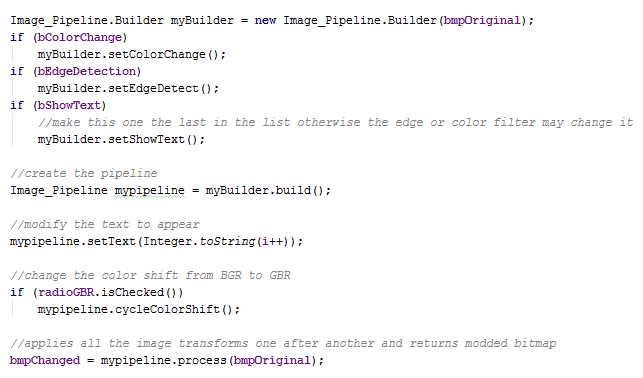 Image_Pipeline.Builder myBuilder = new Image_Pipeline.Builder(bmpOriginal);
if (bColorChange)
    myBuilder.setColorChange();
if (bEdgeDetection)
    myBuilder.setEdgeDetect();
if (bShowText)
    //make this one the last in the list otherwise the edge or color filter may change it
    myBuilder.setShowText();

//create the pipeline
Image_Pipeline mypipeline = myBuilder.build();

//modify the text to appear
mypipeline.setText(Integer.toString(i++));

//change the color shift from BGR to GBR
if (radioGBR.isChecked())
    mypipeline.cycleColorShift();

//applies all the image transforms one after another and returns modded bitmap
bmpChanged = mypipeline.process(bmpOriginal);